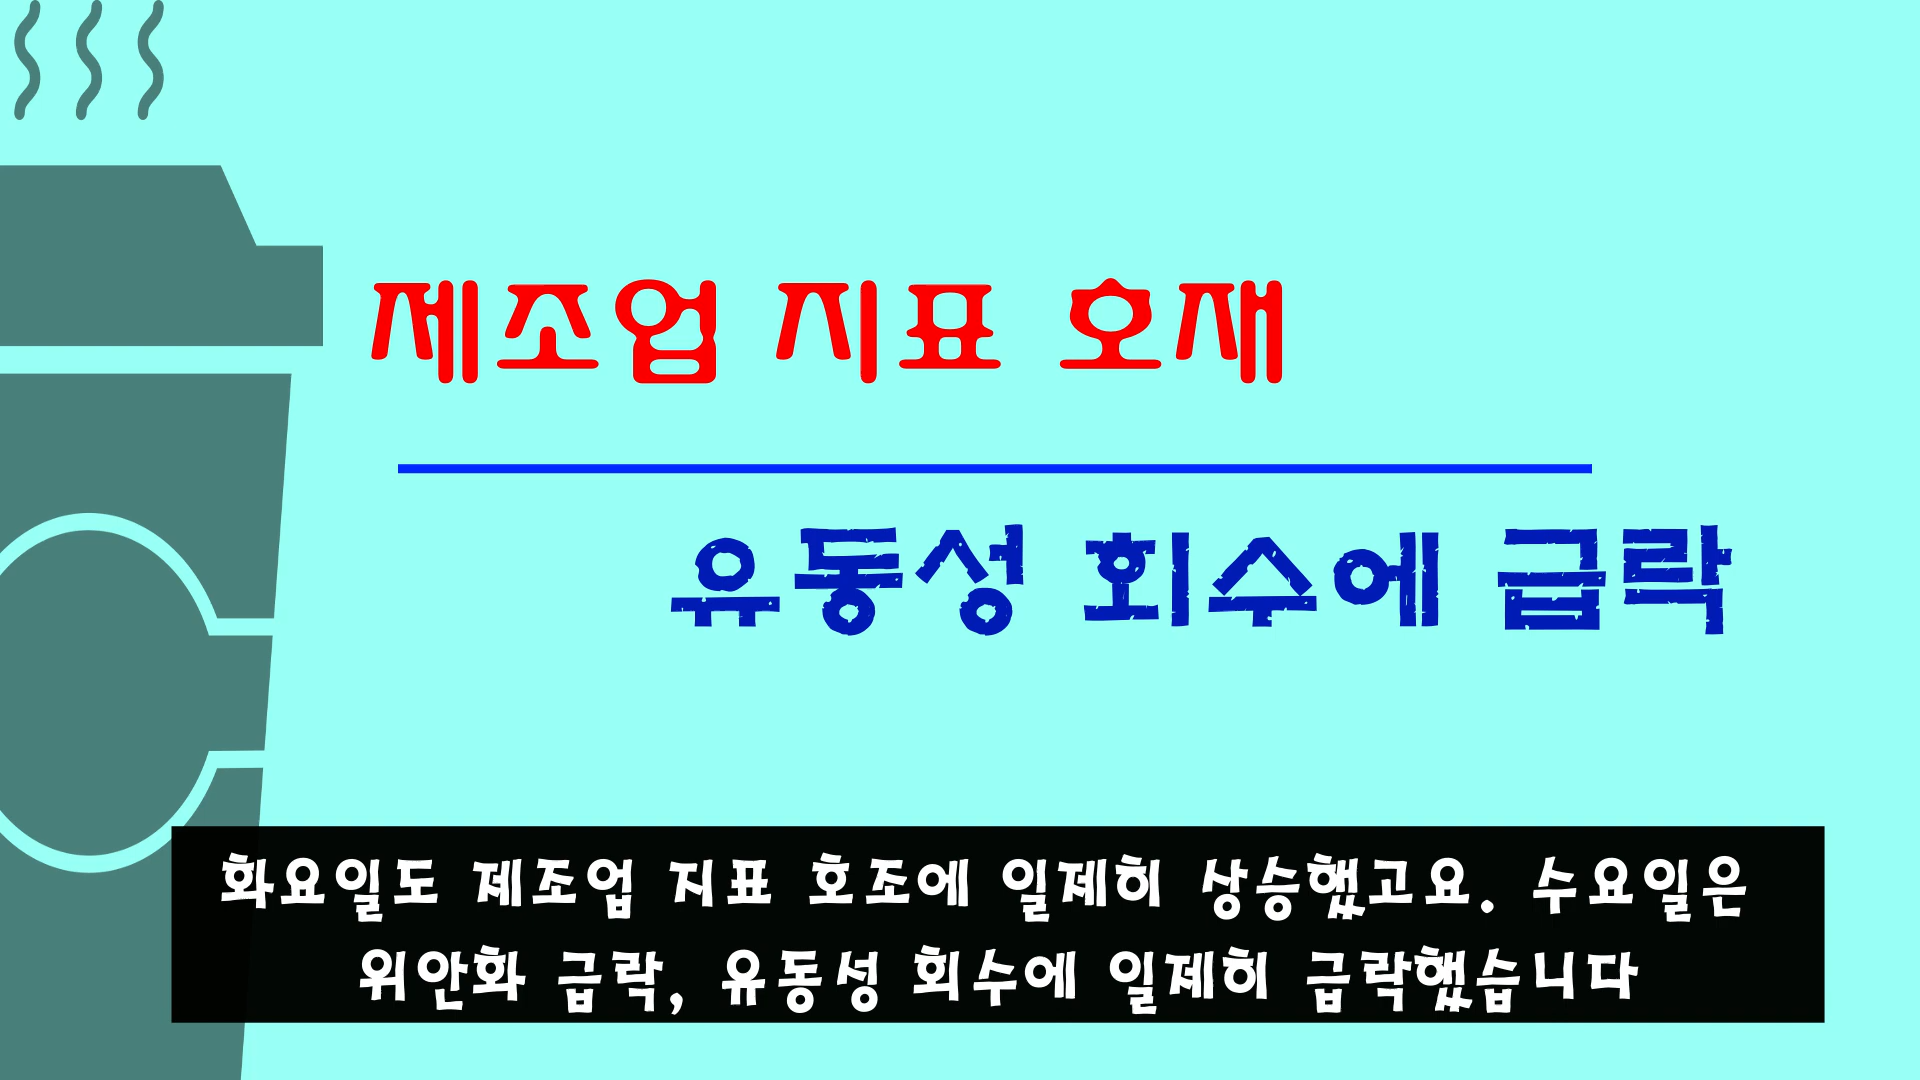 제조업 지표 호재
유동성 회수에 급락
화요일도 제조업 지표 호조에 일제히 상승했고요. 수요일은
위안화 급락, 유동성 회수에 일제히 급락했습니다